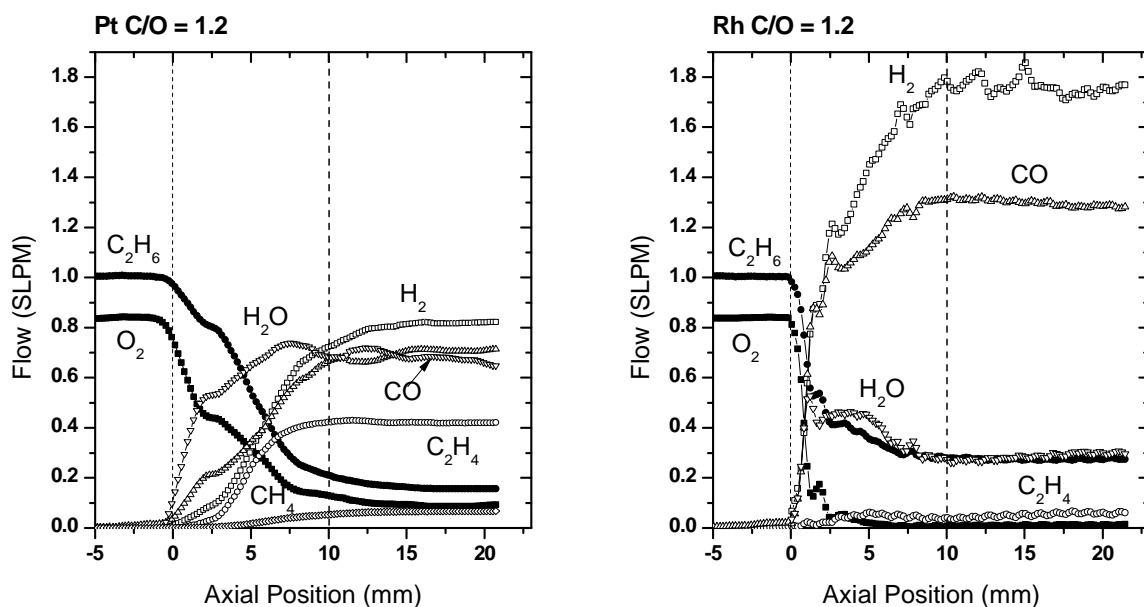 Pt C/O = 1.2
Flow (SLPM)
1.8
1.6
1.4
1.2
1.0
0.8
0.6
0.4
0.2
0.0
C₂H₆
O₂
H₂O
H₂
CO
C₂H₄
CH₄
-5 0 5 10 15 20
Axial Position (mm)
Rh C/O = 1.2
Flow (SLPM)
1.8
1.6
1.4
1.2
1.0
0.8
0.6
0.4
0.2
0.0
H₂
CO
C₂H₆
O₂
H₂O
C₂H₄
-5 0 5 10 15 20
Axial Position (mm)